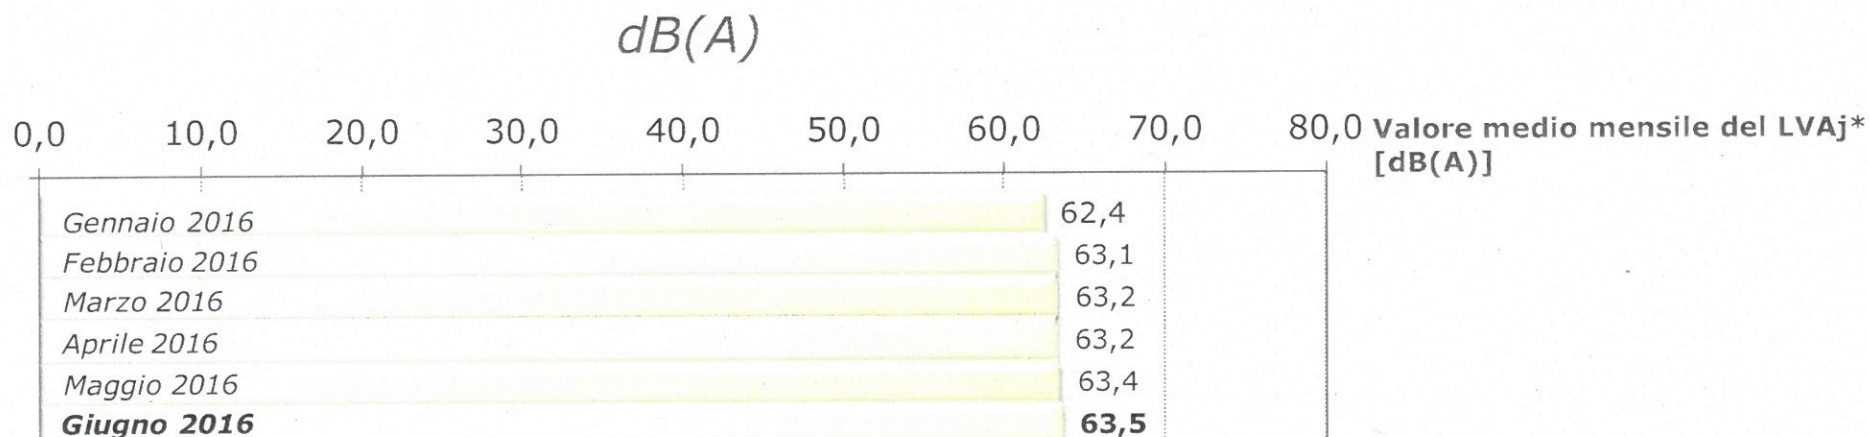 dB(A)
0,0 10,0 20,0 30,0 40,0 50,0 60,0 70,0 80,0 Valore medio mensile del LVAj*
[dB(A)]
Gennaio 2016 62,4
Febbraio 2016 63,1
Marzo 2016 63,2
Aprile 2016 63,2
Maggio 2016 63,4
Giugno 2016 63,5